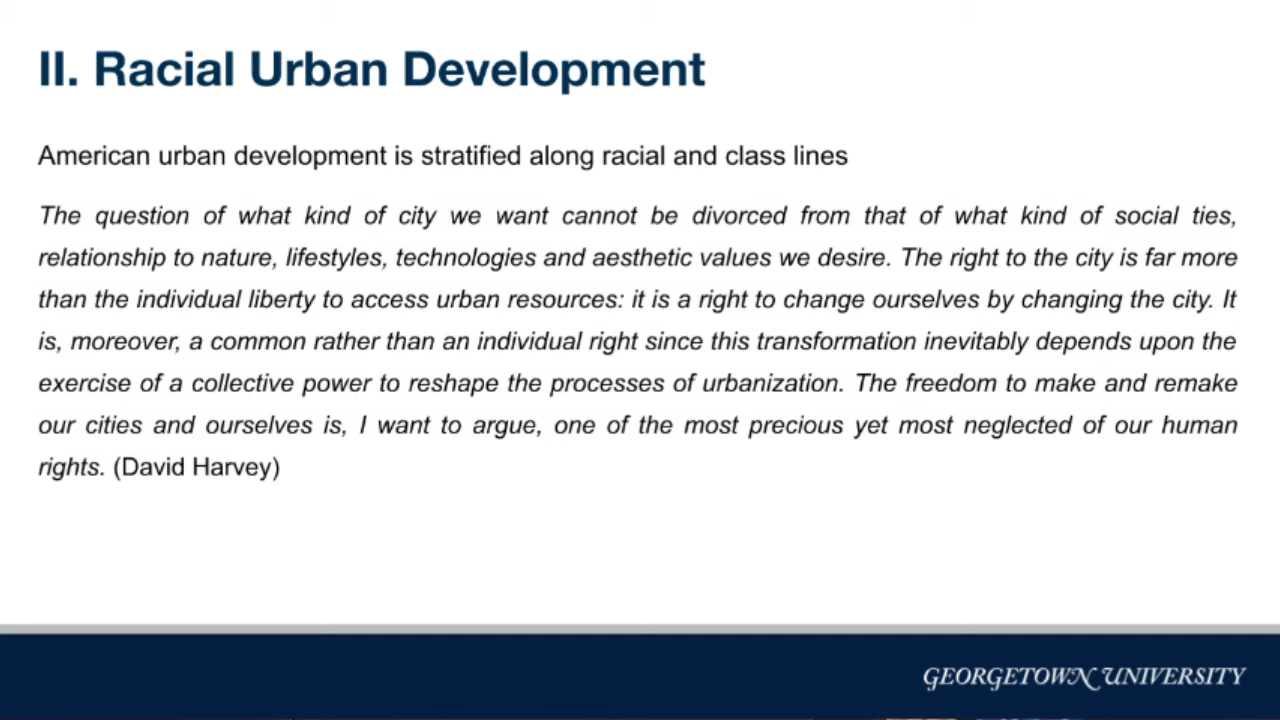 II. Racial Urban Development
American urban development is stratified along racial and class lines
The question of what kind of city we want cannot be divorced from that of what kind of social ties,
relationship to nature, lifestyles, technologies and aesthetic values we desire. The right to the city is far more
than the individual liberty to access urban resources: it is a right to change ourselves by changing the city. It
is, moreover, a common rather than an individual right since this transformation inevitably depends upon the
exercise of a collective power to reshape the processes of urbanization. The freedom to make and remake
our cities and ourselves is, I want to argue, one of the most precious yet most neglected of our human
rights. (David Harvey)
GEORGETOWN UNIVERSITY